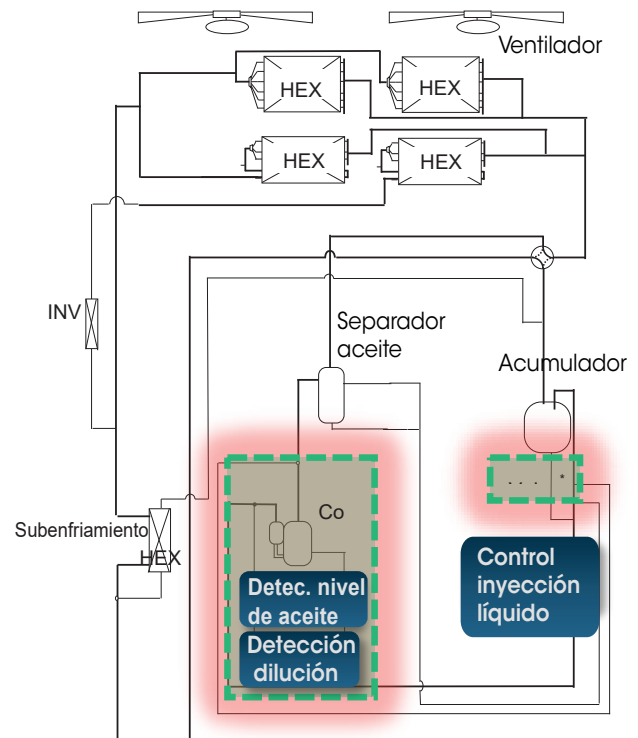 Ventilador
HEX
HEX
HEX
HEX
INV
Separador
aceite
Acumulador
. . . *
Subenfriamiento
HEX
Co
Detec. nivel
de aceite
Detección
dilución
Control
inyección
líquido